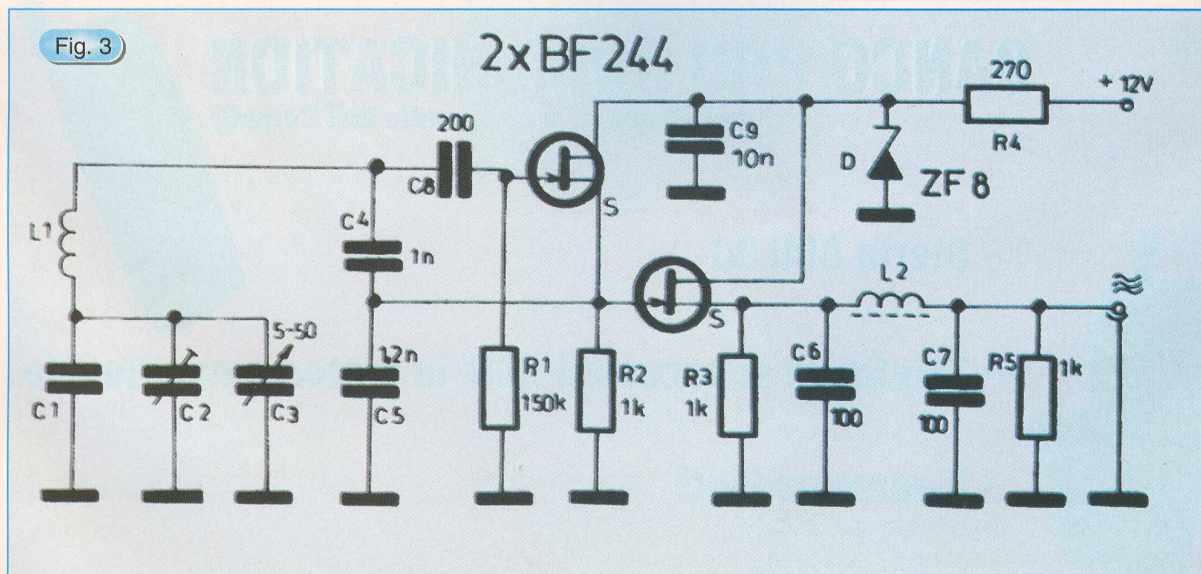 Fig. 3
2xBF244
270
+ 12V
R4
200
C8
C9
10n
D
ZF 8
S
L1
C4
1n
L2
≋
S
5-50
C1
C2
C3
1,2n
C5
R1
150k
R2
1k
R3
1k
C6
100
C7
100
R5
1k